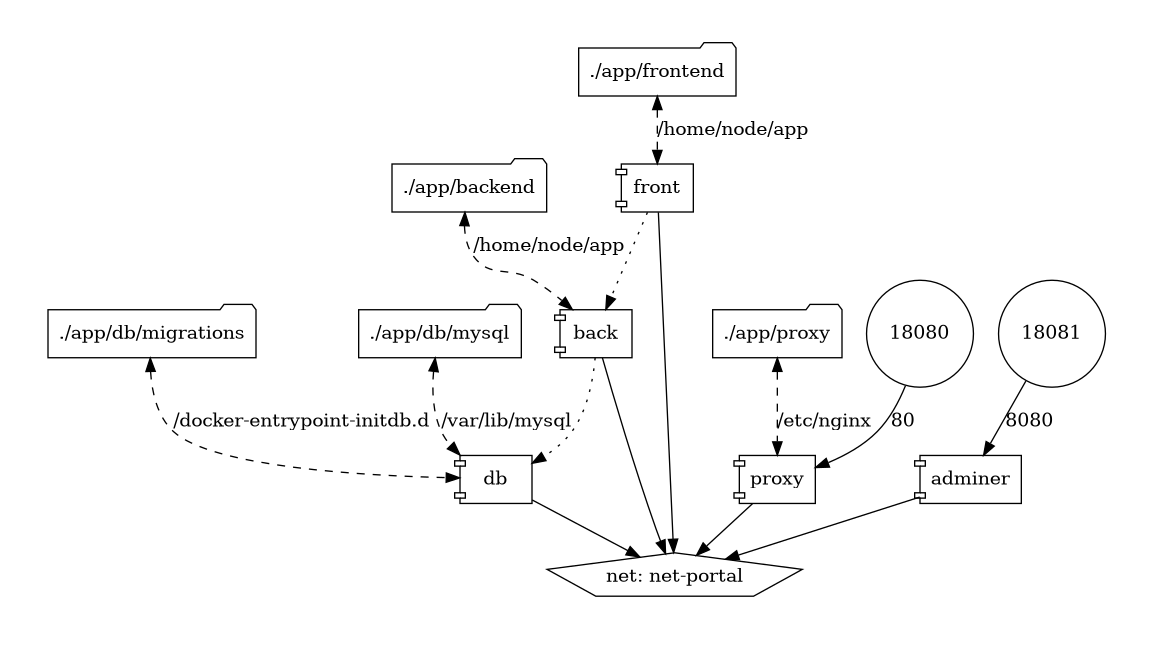 ./app/frontend
/home/node/app
./app/backend
front
/home/node/app
./app/db/migrations
./app/db/mysql
back
./app/proxy
18080
18081
/docker-entrypoint-initdb.d
/var/lib/mysql
/etc/nginx
80
8080
db
proxy
adminer
net: net-portal